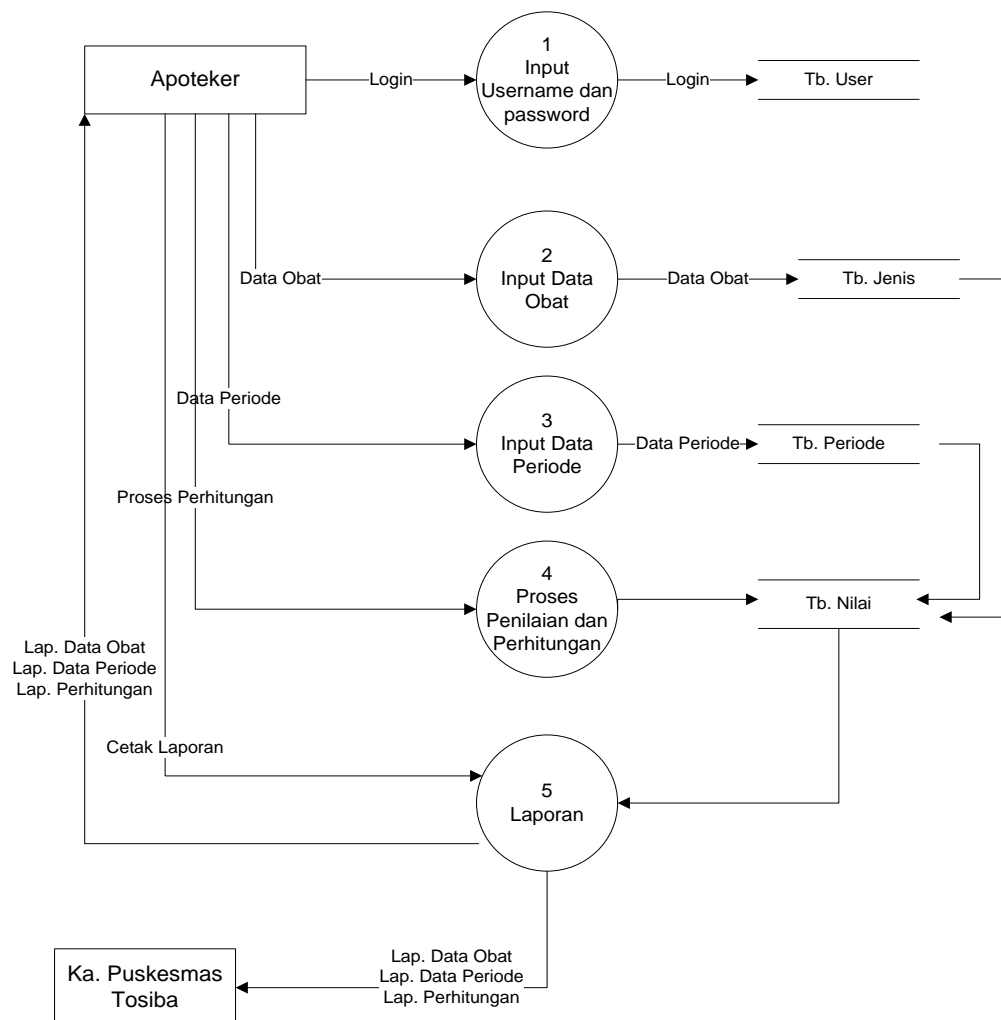 Apoteker
Login
1
Input
Username dan
password
Login
Tb. User
Data Obat
2
Input Data
Obat
Data Obat
Tb. Jenis
Data Periode
3
Input Data
Periode
Data Periode
Tb. Periode
Proses Perhitungan
4
Proses
Penilaian dan
Perhitungan
Tb. Nilai
Lap. Data Obat
Lap. Data Periode
Lap. Perhitungan
Cetak Laporan
5
Laporan
Ka. Puskesmas
Tosiba
Lap. Data Obat
Lap. Data Periode
Lap. Perhitungan